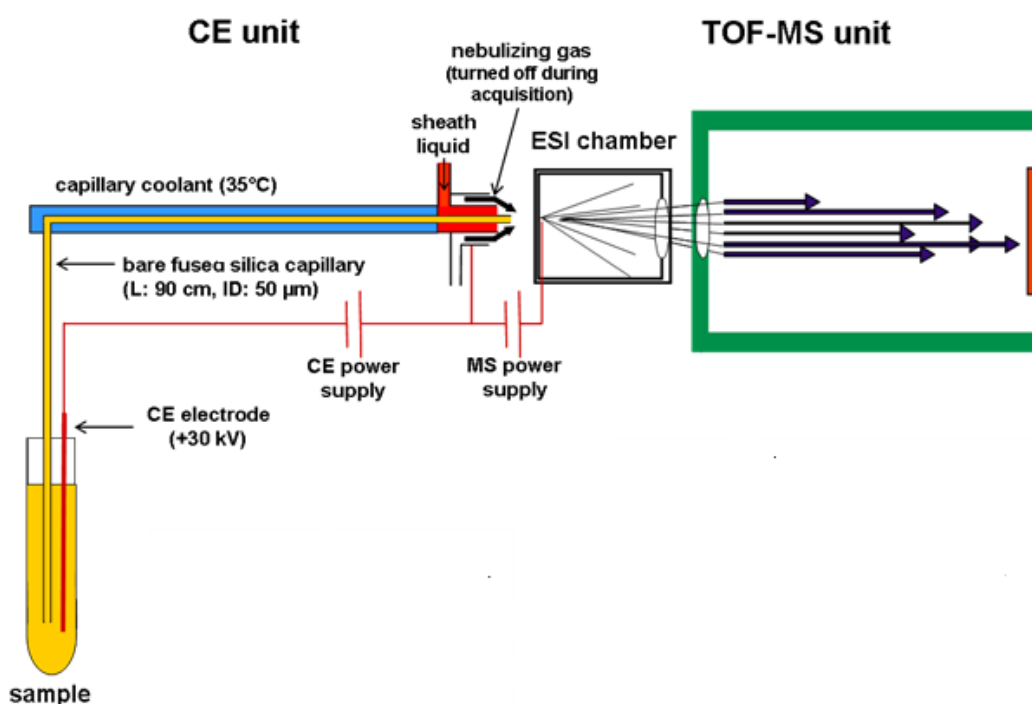 CE unit
TOF-MS unit
nebulizing gas
(turned off during
acquisition)
sheath
liquid
ESI chamber
capillary coolant (35°C)
bare fusea silica capillary
(L: 90 cm, ID: 50 µm)
CE power
supply
MS power
supply
CE electrode
(+30 kV)
sample